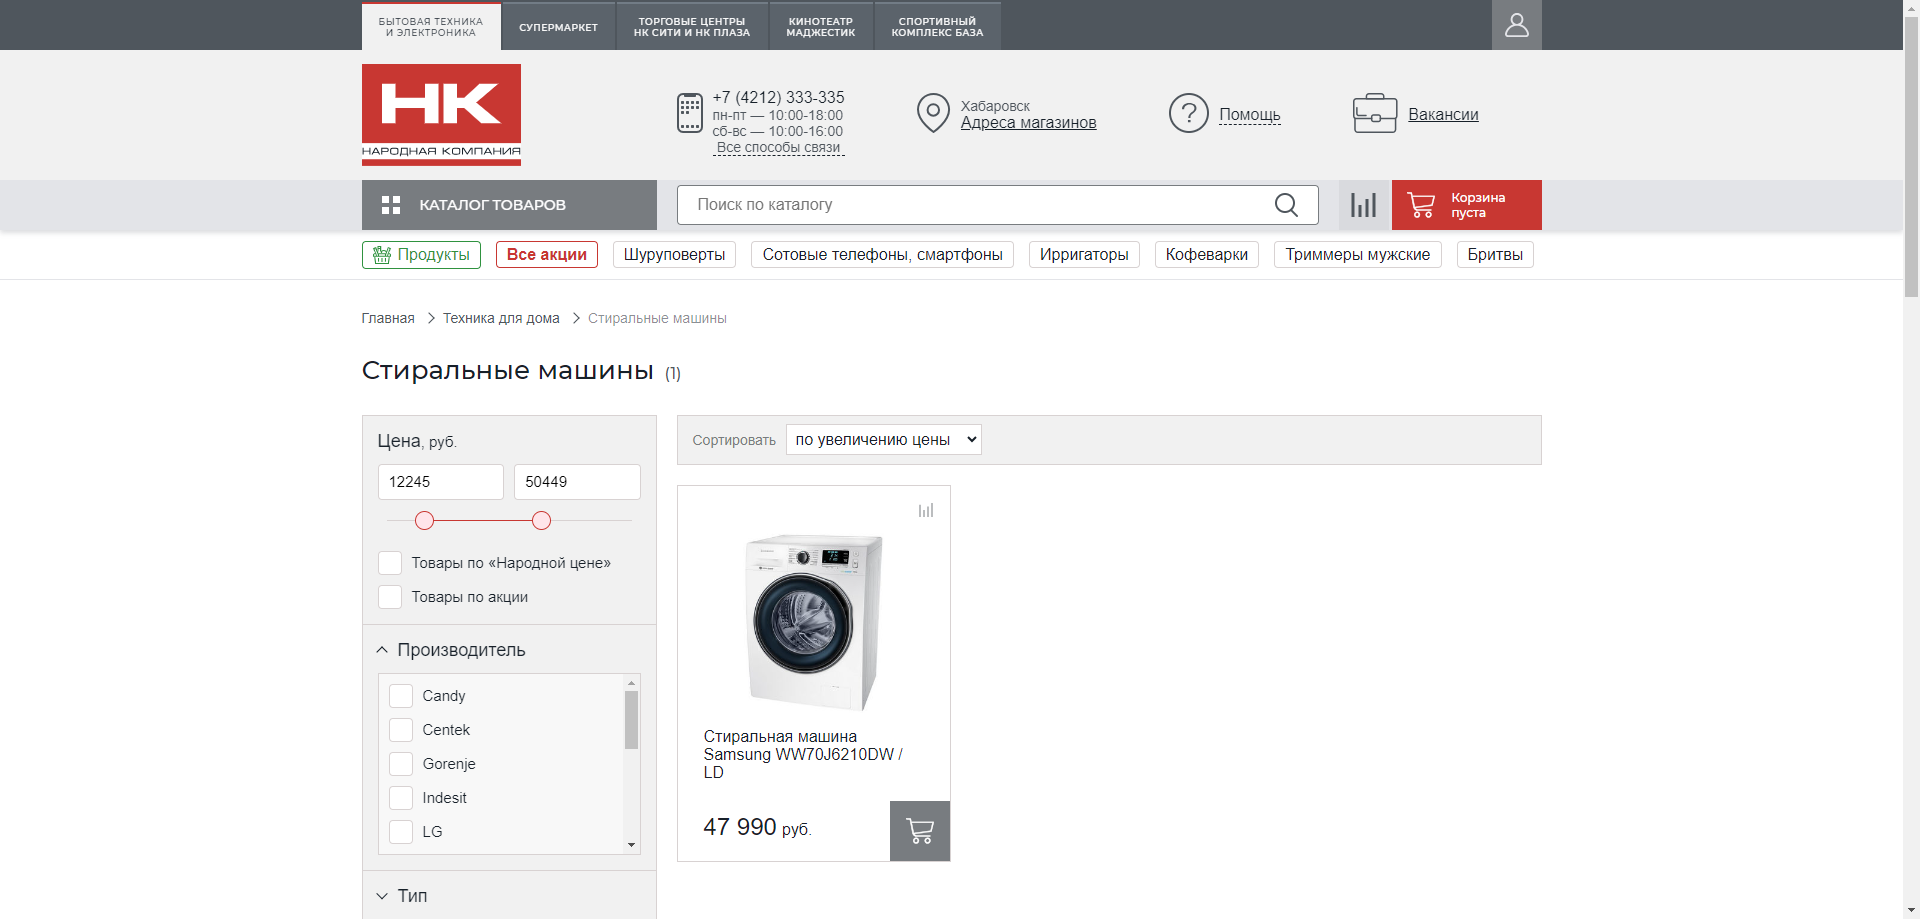 БЫТОВАЯ ТЕХНИКА
И ЭЛЕКТРОНИКА
СУПЕРМАРКЕТ
ТОРГОВЫЕ ЦЕНТРЫ
НК СИТИ И НК ПЛАЗА
КИНОТЕАТР
МАДЖЕСТИК
СПОРТИВНЫЙ
КОМПЛЕКС БАЗА
НК
НАРОДНАЯ КОМПАНИЯ
+7 (4212) 333-335
пн-пт — 10:00-18:00
сб-вс — 10:00-16:00
Все способы связи
Хабаровск
Адреса магазинов
?
Помощь
Вакансии
КАТАЛОГ ТОВАРОВ
Поиск по каталогу
Корзина
пуста
Продукты
Все акции
Шуруповерты
Сотовые телефоны, смартфоны
Ирригаторы
Кофеварки
Триммеры мужские
Бритвы
Главная
Техника для дома
Стиральные машины
Стиральные машины (1)
Цена, руб.
12245
50449
Товары по «Народной цене»
Товары по акции
Производитель
Candy
Centek
Gorenje
Indesit
LG
Тип
Сортировать
по увеличению цены
Стиральная машина
Samsung WW70J6210DW /
LD
47 990 руб.